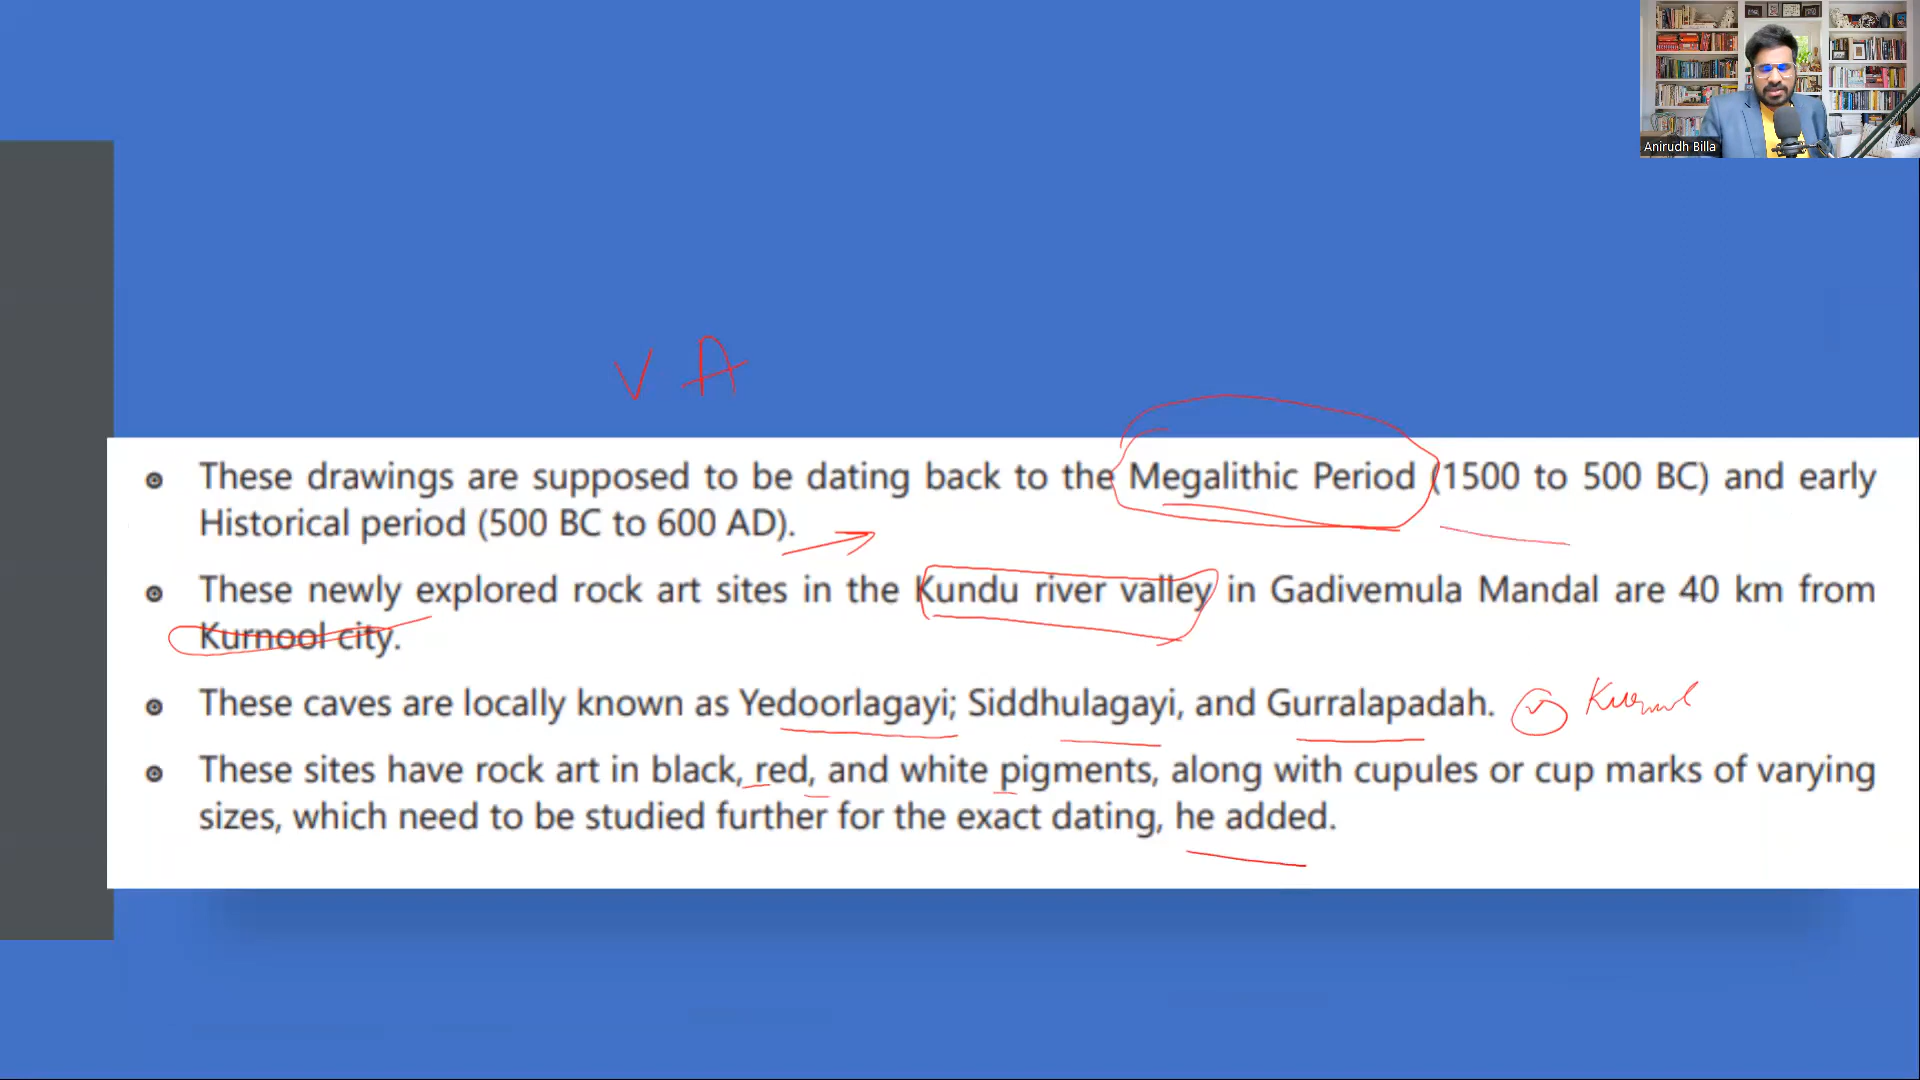 Anirudh Billa
V A
These drawings are supposed to be dating back to the Megalithic Period (1500 to 500 BC) and early
Historical period (500 BC to 600 AD).
These newly explored rock art sites in the Kundu river valley in Gadivemula Mandal are 40 km from
Kurnool city.
These caves are locally known as Yedoorlagayi; Siddhulagayi, and Gurralapadah.
These sites have rock art in black, red, and white pigments, along with cupules or cup marks of varying
sizes, which need to be studied further for the exact dating, he added.